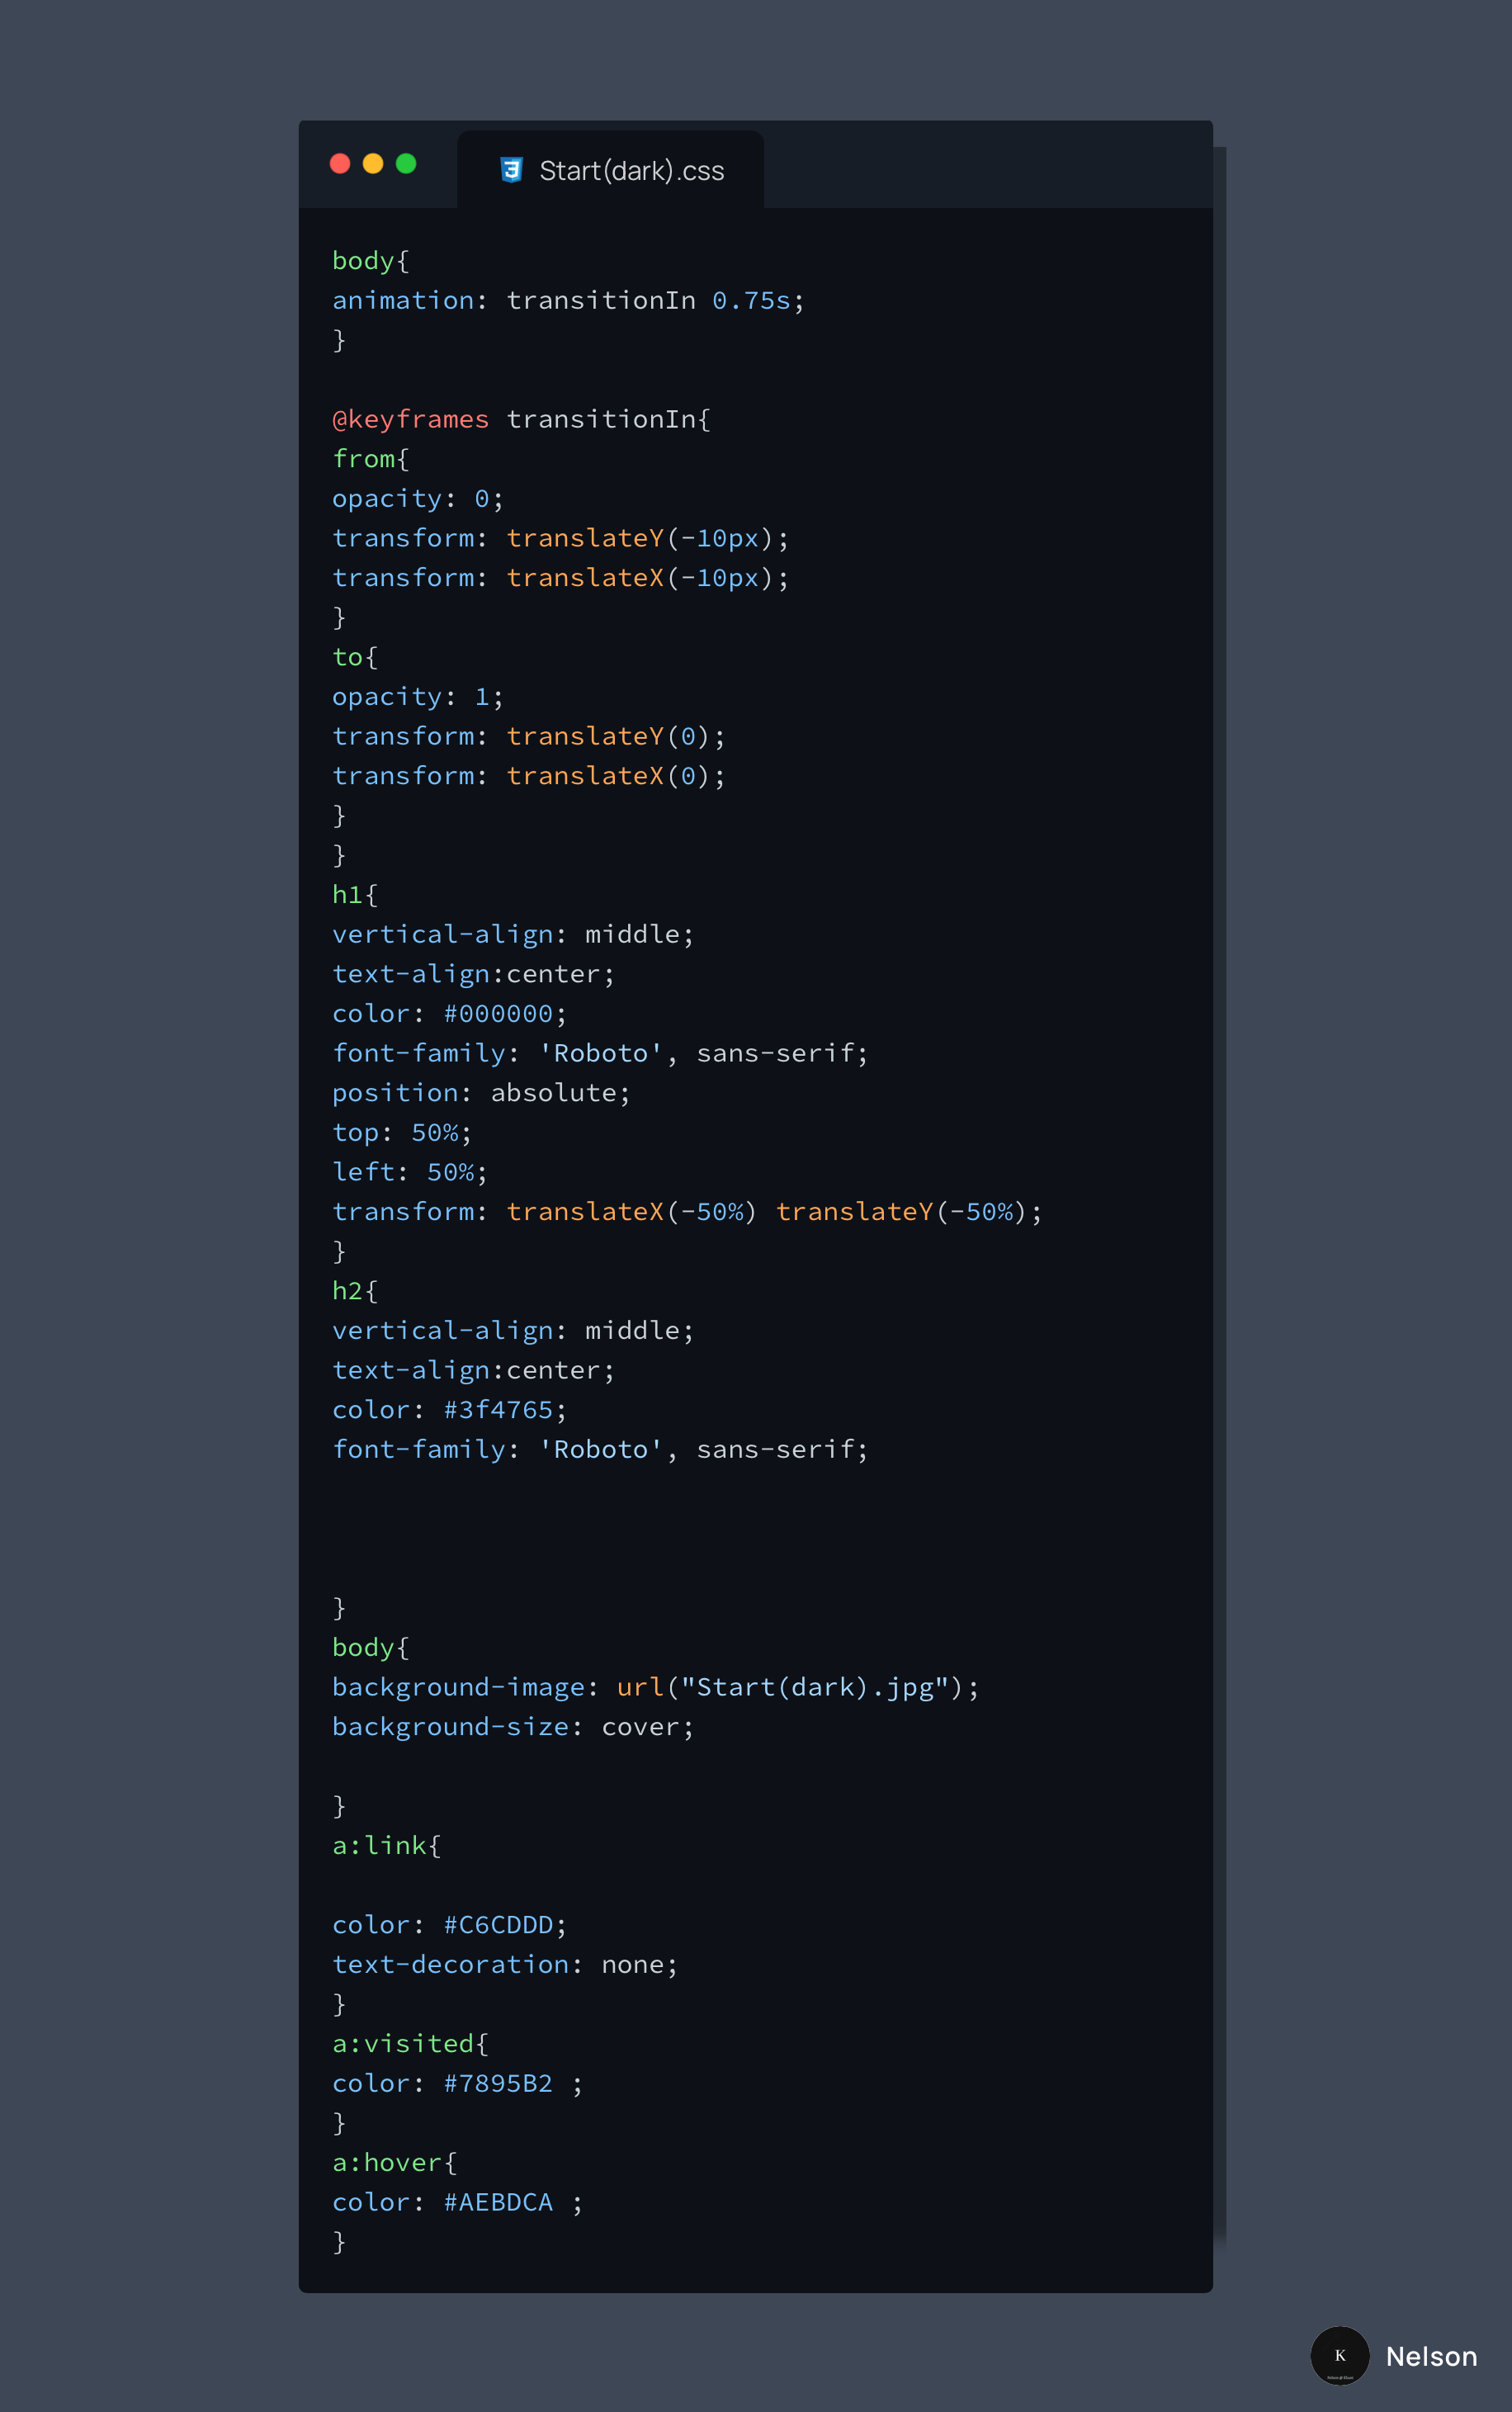 Start(dark).css
body{
animation: transitionIn 0.75s;
}
@keyframes transitionIn{
from{
opacity: 0;
transform: translateY(-10px);
transform: translateX(-10px);
}
to{
opacity: 1;
transform: translateY(0);
transform: translateX(0);
}
}
h1{
vertical-align: middle;
text-align:center;
color: #000000;
font-family: 'Roboto', sans-serif;
position: absolute;
top: 50%;
left: 50%;
transform: translateX(-50%) translateY(-50%);
}
h2{
vertical-align: middle;
text-align:center;
color: #3f4765;
font-family: 'Roboto', sans-serif;
}
body{
background-image: url("Start(dark).jpg");
background-size: cover;
}
a:link{
color: #C6CDDD;
text-decoration: none;
}
a:visited{
color: #7895B2 ;
}
a:hover{
color: #AEBDCA ;
}
K
Nelson